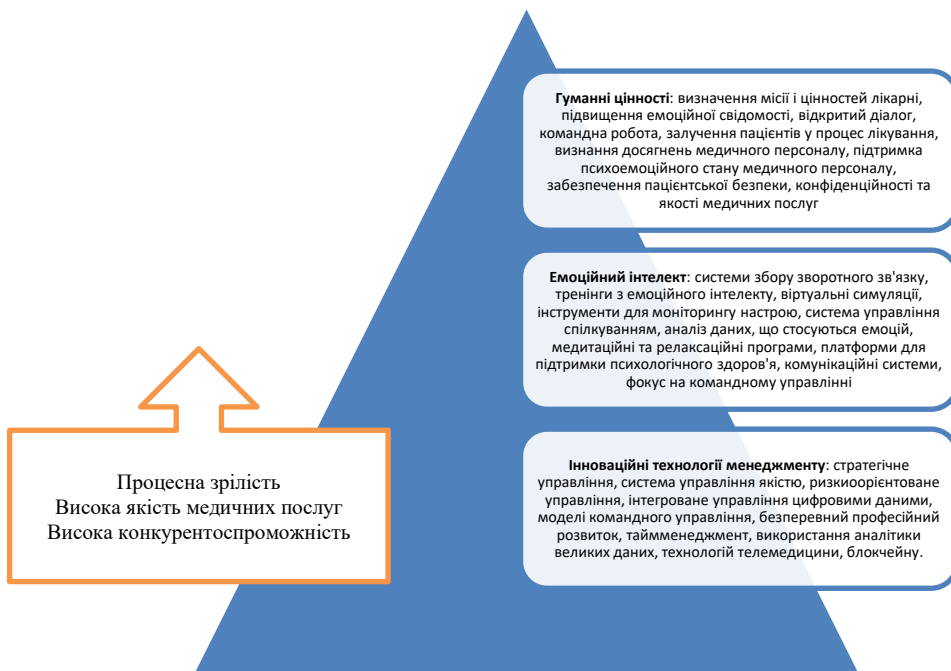 Гуманні цінності: визначення місії і цінностей лікарні,
підвищення емоційної свідомості, відкритий діалог,
командна робота, залучення пацієнтів у процес лікування,
визнання досягнень медичного персоналу, підтримка
психоемоційного стану медичного персоналу,
забезпечення пацієнтської безпеки, конфіденційності та
якості медичних послуг
Емоційний інтелект: системи збору зворотного зв'язку,
тренінги з емоційного інтелекту, віртуальні симуляції,
інструменти для моніторингу настрою, система управління
спілкуванням, аналіз даних, що стосуються емоцій,
медитаційні та релаксаційні програми, платформи для
підтримки психологічного здоров'я, комунікаційні системи,
фокус на командному управлінні
Процесна зрілість
Висока якість медичних послуг
Висока конкурентоспроможність
Інноваційні технології менеджменту: стратегічне
управління, система управління якістю, ризикиорієнтоване
управління, інтегроване управління цифровими даними,
моделі командного управління, безперевний професійний
розвиток, таймменеджмент, використання аналітики
великих даних, технологій телемедицини, блокчейну.